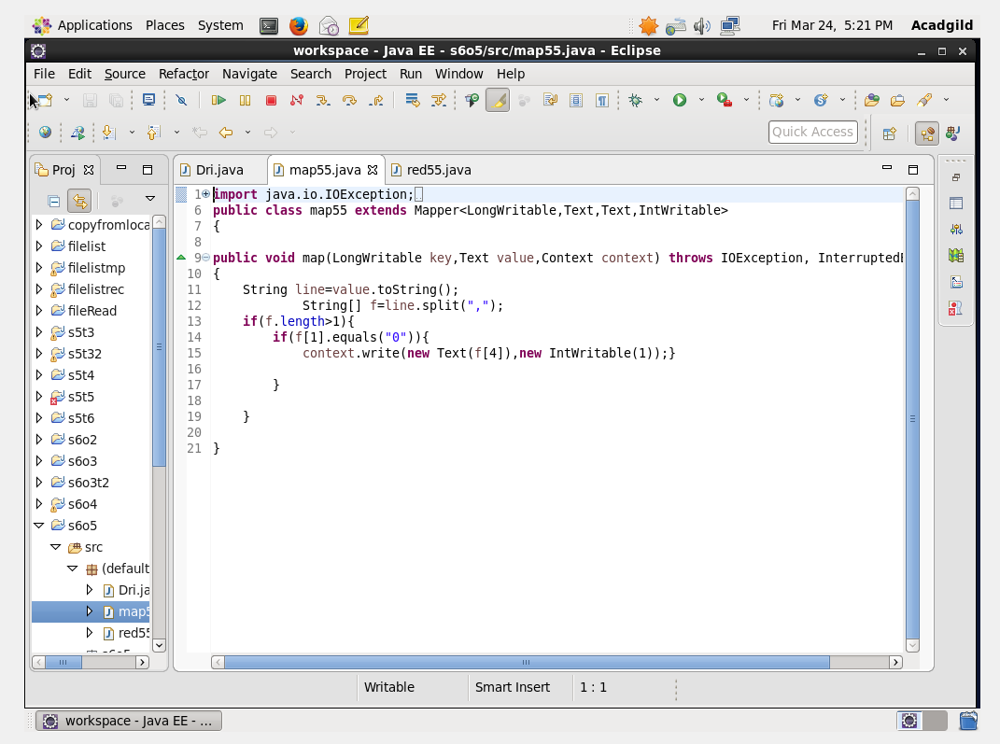 Applications Places System Fri Mar 24, 5:21 PM Acadgild
workspace - Java EE - s6o5/src/map55.java - Eclipse
File Edit Source Refactor Navigate Search Project Run Window Help
Quick Access
Proj
Dri.java map55.java red55.java
copyfromloca
filelist
filelistmp
filelistrec
fileRead
s5t3
s5t32
s5t4
s5t5
s5t6
s6o2
s6o3
s6o3t2
s6o4
s6o5
src
(default
Dri.ja
map5
red55
1 import java.io.IOException;
6 public class map55 extends Mapper<LongWritable,Text,Text,IntWritable>
7 {
8
9 public void map(LongWritable key,Text value,Context context) throws IOException, Interrupted
10 {
11 String line=value.toString();
12 String[] f=line.split(",");
13 if(f.length>1){
14 if(f[1].equals("0")){
15 context.write(new Text(f[4]),new IntWritable(1));}
16
17 }
18
19 }
20
21 }
Writable Smart Insert 1 : 1
workspace - Java EE - ...